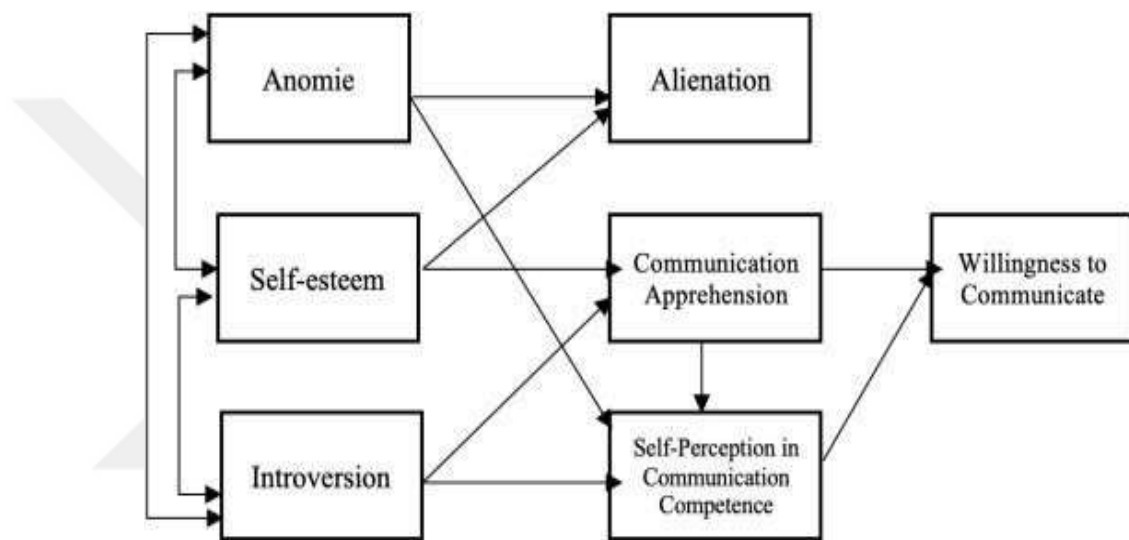 Anomie
Alienation
Self-esteem
Communication
Apprehension
Willingness to
Communicate
Introversion
Self-Perception in
Communication
Competence